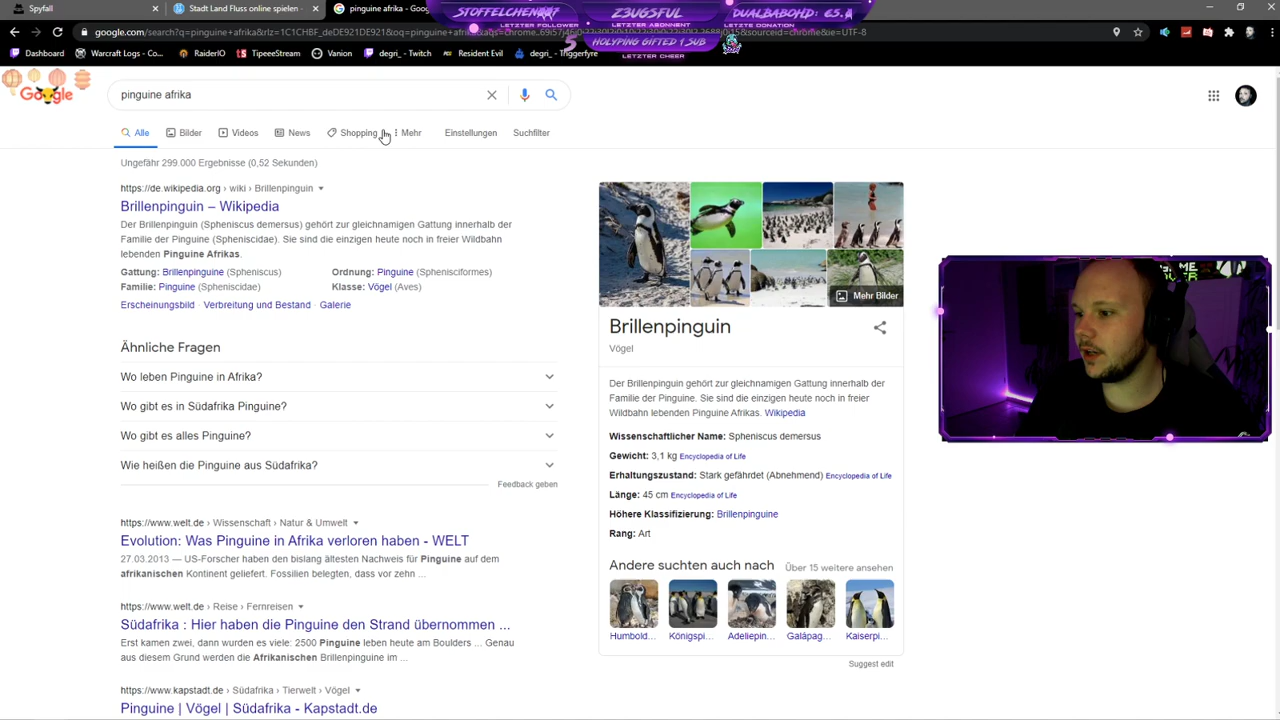 Spyfall
Stadt Land online spielen -
pinguine afrika - Goo
STOFFELCHEN
LETZTER FOLLOWER
Z3UGSFUL
LETZTER ABONNENT
DUALBABOHD: €5.
LETZTE DONATION
HOLYPING GIFTED 1 SUB
LETZTER CHEER
google.com/search?q=pinguine+afrika&rlz=1C1CHBF_deDE921DE921&oq=pinguine+afrika
sourceid=chrome&ie=UTF-8
Dashboard
Warcraft Logs - Co...
RaiderIO
TipeeeStream
Vanion
degri_ - Twitch
Resident Evil
degri_ - Triggerfyre
Google
pinguine afrika
Alle
Bilder
Videos
News
Shopping
Mehr
Einstellungen
Suchfilter
Ungefähr 299.000 Ergebnisse (0,52 Sekunden)
https://de.wikipedia.org › wiki › Brillenpinguin
Brillenpinguin – Wikipedia
Der Brillenpinguin (Spheniscus demersus) gehört zur gleichnamigen Gattung innerhalb der
Familie der Pinguine (Spheniscidae). Sie sind die einzigen heute noch in freier Wildbahn
lebenden Pinguine Afrikas.
Gattung: Brillenpinguine (Spheniscus)
Ordnung: Pinguine (Sphenisciformes)
Familie: Pinguine (Spheniscidae)
Klasse: Vögel (Aves)
Erscheinungsbild · Verbreitung und Bestand · Galerie
Ähnliche Fragen
Wo leben Pinguine in Afrika?
Wo gibt es in Südafrika Pinguine?
Wo gibt es alles Pinguine?
Wie heißen die Pinguine aus Südafrika?
Feedback geben
https://www.welt.de › Wissenschaft › Natur & Umwelt
Evolution: Was Pinguine in Afrika verloren haben - WELT
27.03.2013 — US-Forscher haben den bislang ältesten Nachweis für Pinguine auf dem
afrikanischen Kontinent geliefert. Fossilien belegten, dass vor zehn ...
https://www.welt.de › Reise › Fernreisen
Südafrika : Hier haben die Pinguine den Strand übernommen ...
Erst kamen zwei, dann wurden es viele: 2500 Pinguine leben heute am Boulders ... Genau
aus diesem Grund werden die Afrikanischen Brillenpinguine im ...
https://www.kapstadt.de › Südafrika › Tierwelt › Vögel
Pinguine | Vögel | Südafrika - Kapstadt.de
Mehr Bilder
Brillenpinguin
Vögel
Der Brillenpinguin gehört zur gleichnamigen Gattung innerhalb der
Familie der Pinguine. Sie sind die einzigen heute noch in freier
Wildbahn lebenden Pinguine Afrikas. Wikipedia
Wissenschaftlicher Name: Spheniscus demersus
Gewicht: 3,1 kg Encyclopedia of Life
Erhaltungszustand: Stark gefährdet (Abnehmend) Encyclopedia of Life
Länge: 45 cm Encyclopedia of Life
Höhere Klassifizierung: Brillenpinguine
Rang: Art
Andere suchten auch nach
Über 15 weitere ansehen
Humbold...
Königspi...
Adeliepin...
Galápag...
Kaiserpi...
Suggest edit